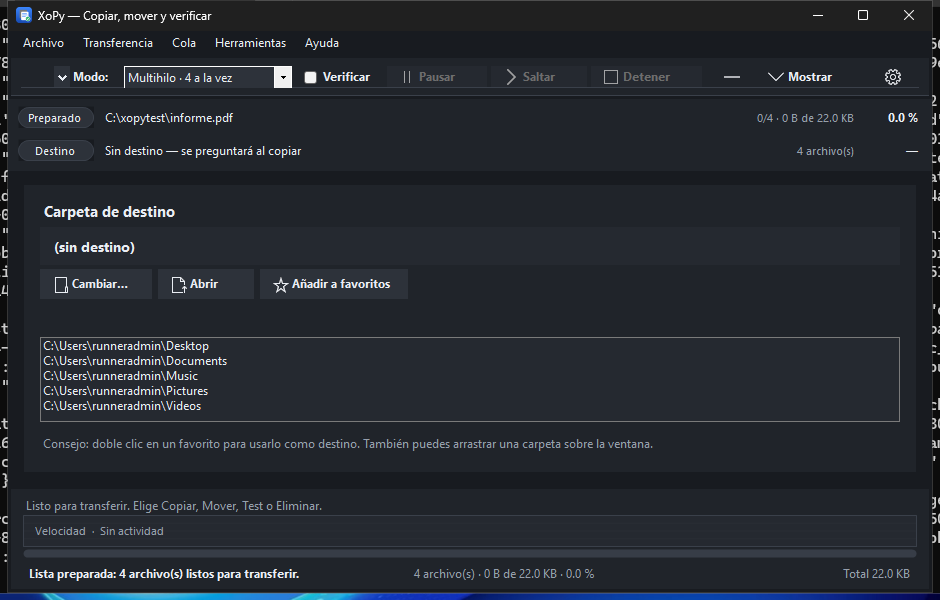 XoPy — Copiar, mover y verificar
Archivo Transferencia Cola Herramientas Ayuda
Modo: Multihilo · 4 a la vez Verificar Pausar Saltar Detener Mostrar
Preparado C:\xopytest\informe.pdf 0/4 · 0 B de 22.0 KB 0.0 %
Destino Sin destino — se preguntará al copiar 4 archivo(s) —
Carpeta de destino
(sin destino)
Cambiar... Abrir Añadir a favoritos
C:\Users\runneradmin\Desktop
C:\Users\runneradmin\Documents
C:\Users\runneradmin\Music
C:\Users\runneradmin\Pictures
C:\Users\runneradmin\Videos
Consejo: doble clic en un favorito para usarlo como destino. También puedes arrastrar una carpeta sobre la ventana.
Listo para transferir. Elige Copiar, Mover, Test o Eliminar.
Velocidad · Sin actividad
Lista preparada: 4 archivo(s) listos para transferir. 4 archivo(s) · 0 B de 22.0 KB · 0.0 % Total 22.0 KB